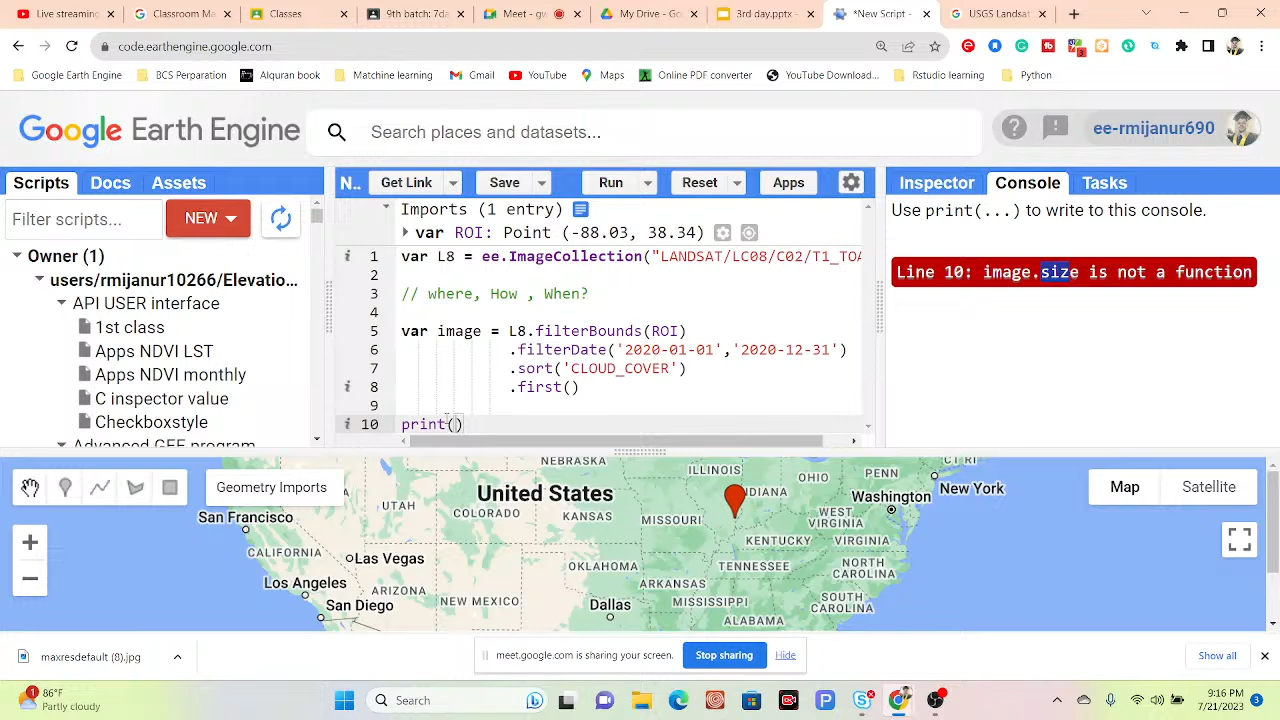 Live streaming
Classroom Ma
Classes
9th batch: 7da
Meet - gw
My Drive - Go
3rd day.pptx
*New Script -
USGS Landsat
code.earthengine.google.com
Google Earth Engine
BCS Perparation
Alquran book
Matchine learning
Gmail
YouTube
Maps
Online PDF converter
YouTube Download...
Rstudio learning
Python
Google Earth Engine
Search places and datasets...
ee-rmijanur690
Scripts
Docs
Assets
N..
Get Link
Save
Run
Reset
Apps
Inspector
Console
Tasks
Filter scripts...
NEW
Owner (1)
users/rmijanur10266/Elevatio...
API USER interface
1st class
Apps NDVI LST
Apps NDVI monthly
C inspector value
Checkboxstyle
Advanced GEE program
Imports (1 entry)
var ROI: Point (-88.03, 38.34)
1 var L8 = ee.ImageCollection("LANDSAT/LC08/C02/T1_TOA
2
3 // where, How , When?
4
5 var image = L8.filterBounds(ROI)
6 .filterDate('2020-01-01','2020-12-31')
7 .sort('CLOUD_COVER')
8 .first()
9
10 print()
Use print(...) to write to this console.
Line 10: image.size is not a function
Geometry Imports
Map
Satellite
NEBRASKA
ILLINOIS
OHIO
PENN
CT RI
New York
United States
INDIANA
Washington
UTAH
COLORADO
KANSAS
MISSOURI
WEST VIRGINIA
San Francisco
KENTUCKY
VIRGINIA
CALIFORNIA
Las Vegas
OKLAHOMA
TENNESSEE
NORTH CAROLINA
Los Angeles
ARIZONA
NEW MEXICO
ARKANSAS
MISSISSIPPI
SOUTH CAROLINA
San Diego
Dallas
ALABAMA
maxresdefault (8).jpg
meet.google.com is sharing your screen.
Stop sharing
Hide
Show all
86°F
Partly cloudy
1
Search
9:16 PM
7/21/2023
3